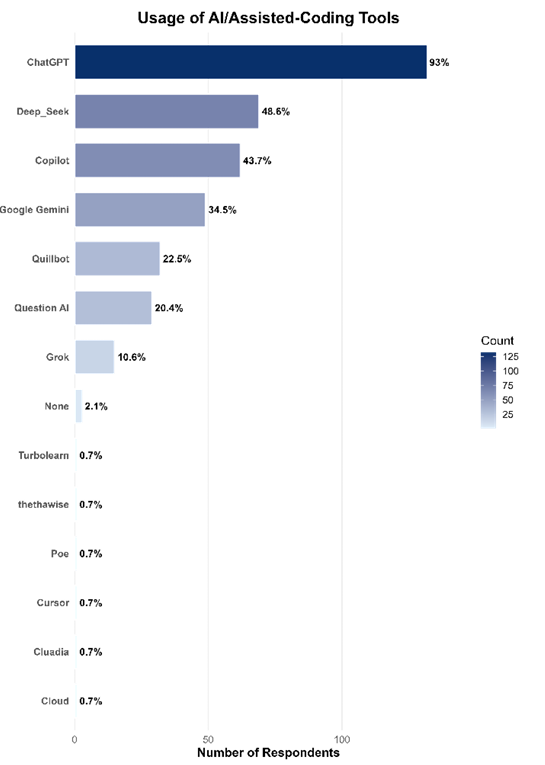 Usage of AI/Assisted-Coding Tools
ChatGPT 93%
Deep_Seek 48.6%
Copilot 43.7%
Google Gemini 34.5%
Quillbot 22.5%
Question AI 20.4%
Grok 10.6%
None 2.1%
Turbolearn 0.7%
thethawise 0.7%
Poe 0.7%
Cursor 0.7%
Cluadia 0.7%
Cloud 0.7%
0 50 100
Number of Respondents
Count
125
100
75
50
25